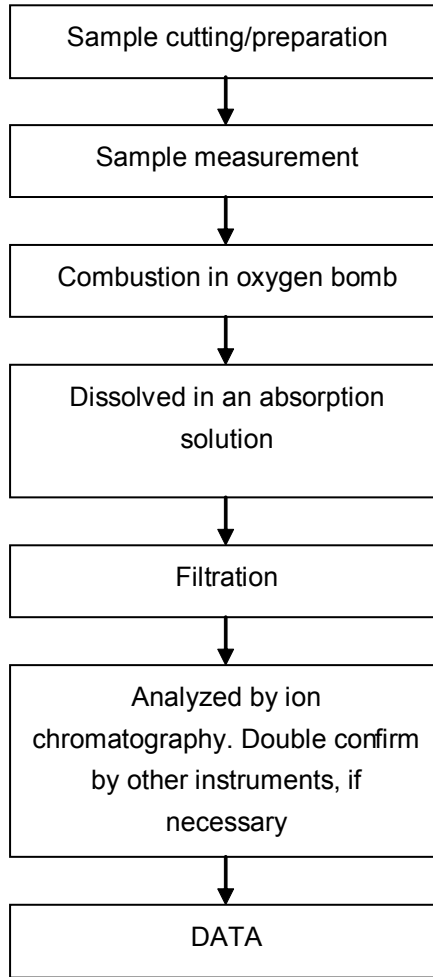 Sample cutting/preparation
Sample measurement
Combustion in oxygen bomb
Dissolved in an absorption
solution
Filtration
Analyzed by ion
chromatography. Double confirm
by other instruments, if
necessary
DATA